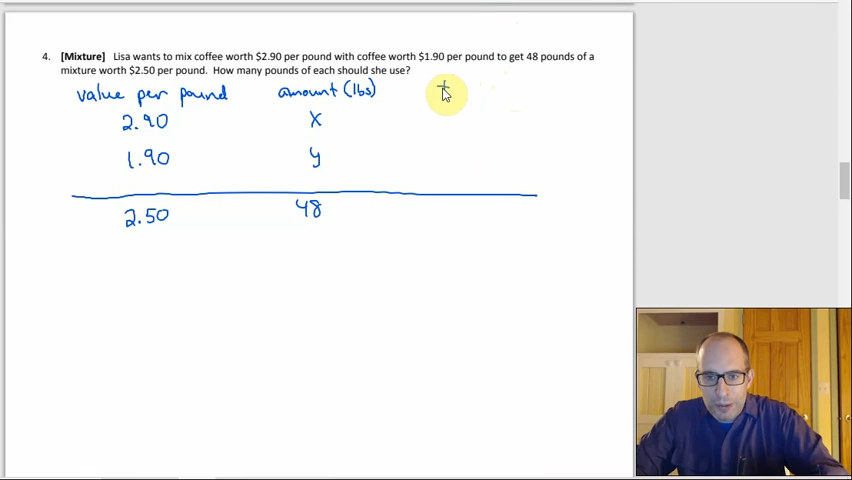 4. [Mixture] Lisa wants to mix coffee worth $2.90 per pound with coffee worth $1.90 per pound to get 48 pounds of a
mixture worth $2.50 per pound. How many pounds of each should she use?
value per pound amount (lbs)
2.90 x
1.90 y
2.50 48